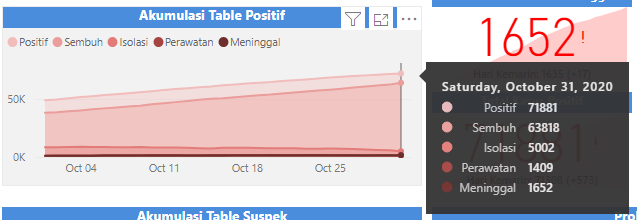 Akumulasi Table Positif
Positif Sembuh Isolasi Perawatan Meninggal
50K
0K
Oct 04 Oct 11 Oct 18 Oct 25
1652!
Saturday, October 31, 2020
Positif 71881
Sembuh 63818
Isolasi 5002
Perawatan 1409
Meninggal 1652
Akumulasi Table Suspek
Pro